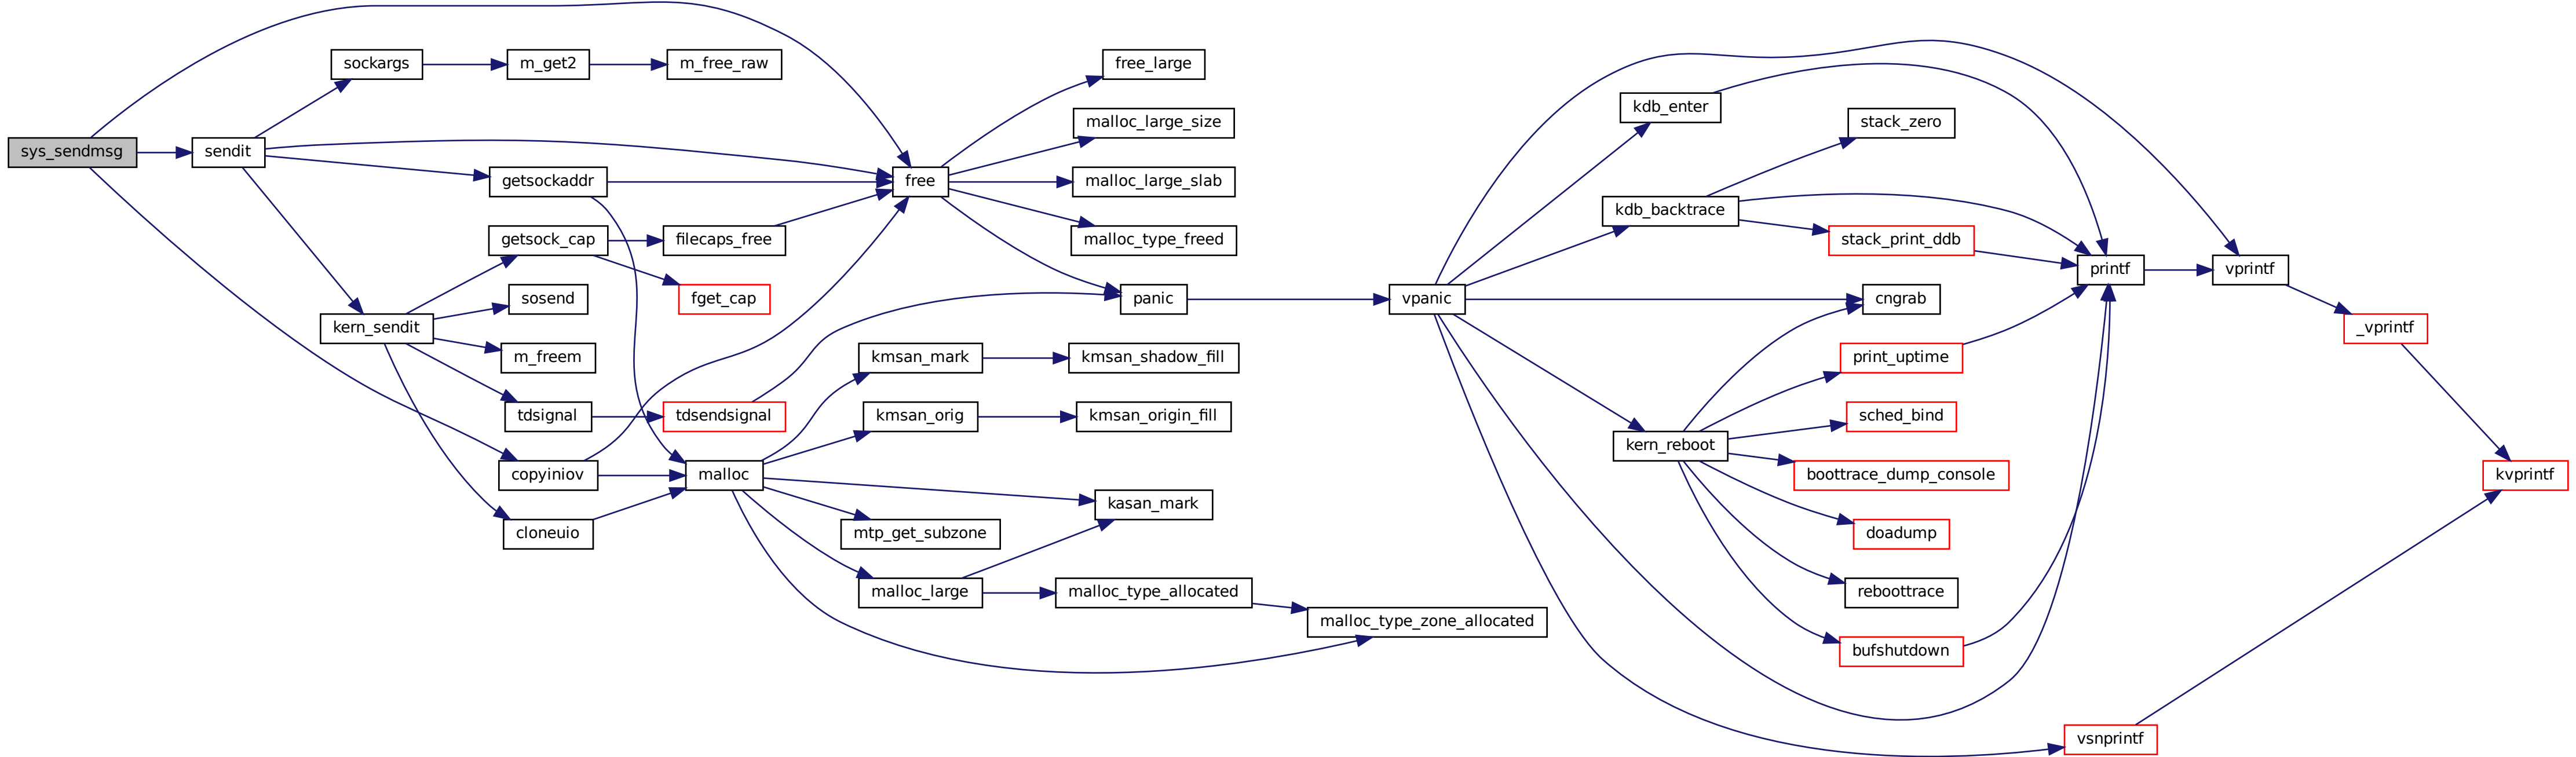 sys_sendmsg
sendit
sockargs
m_get2
m_free_raw
getsockaddr
getsock_cap
filecaps_free
fget_cap
kern_sendit
sosend
m_freem
tdsignal
tdsendsignal
copyiniov
cloneuio
malloc
free
free_large
malloc_large_size
malloc_large_slab
malloc_type_freed
panic
kmsan_mark
kmsan_shadow_fill
kmsan_orig
kmsan_origin_fill
kasan_mark
mtp_get_subzone
malloc_large
malloc_type_allocated
malloc_type_zone_allocated
vpanic
kdb_enter
kdb_backtrace
stack_zero
stack_print_ddb
cngrab
kern_reboot
print_uptime
sched_bind
boottrace_dump_console
doadump
reboottrace
bufshutdown
printf
vprintf
_vprintf
kvprintf
vsnprintf